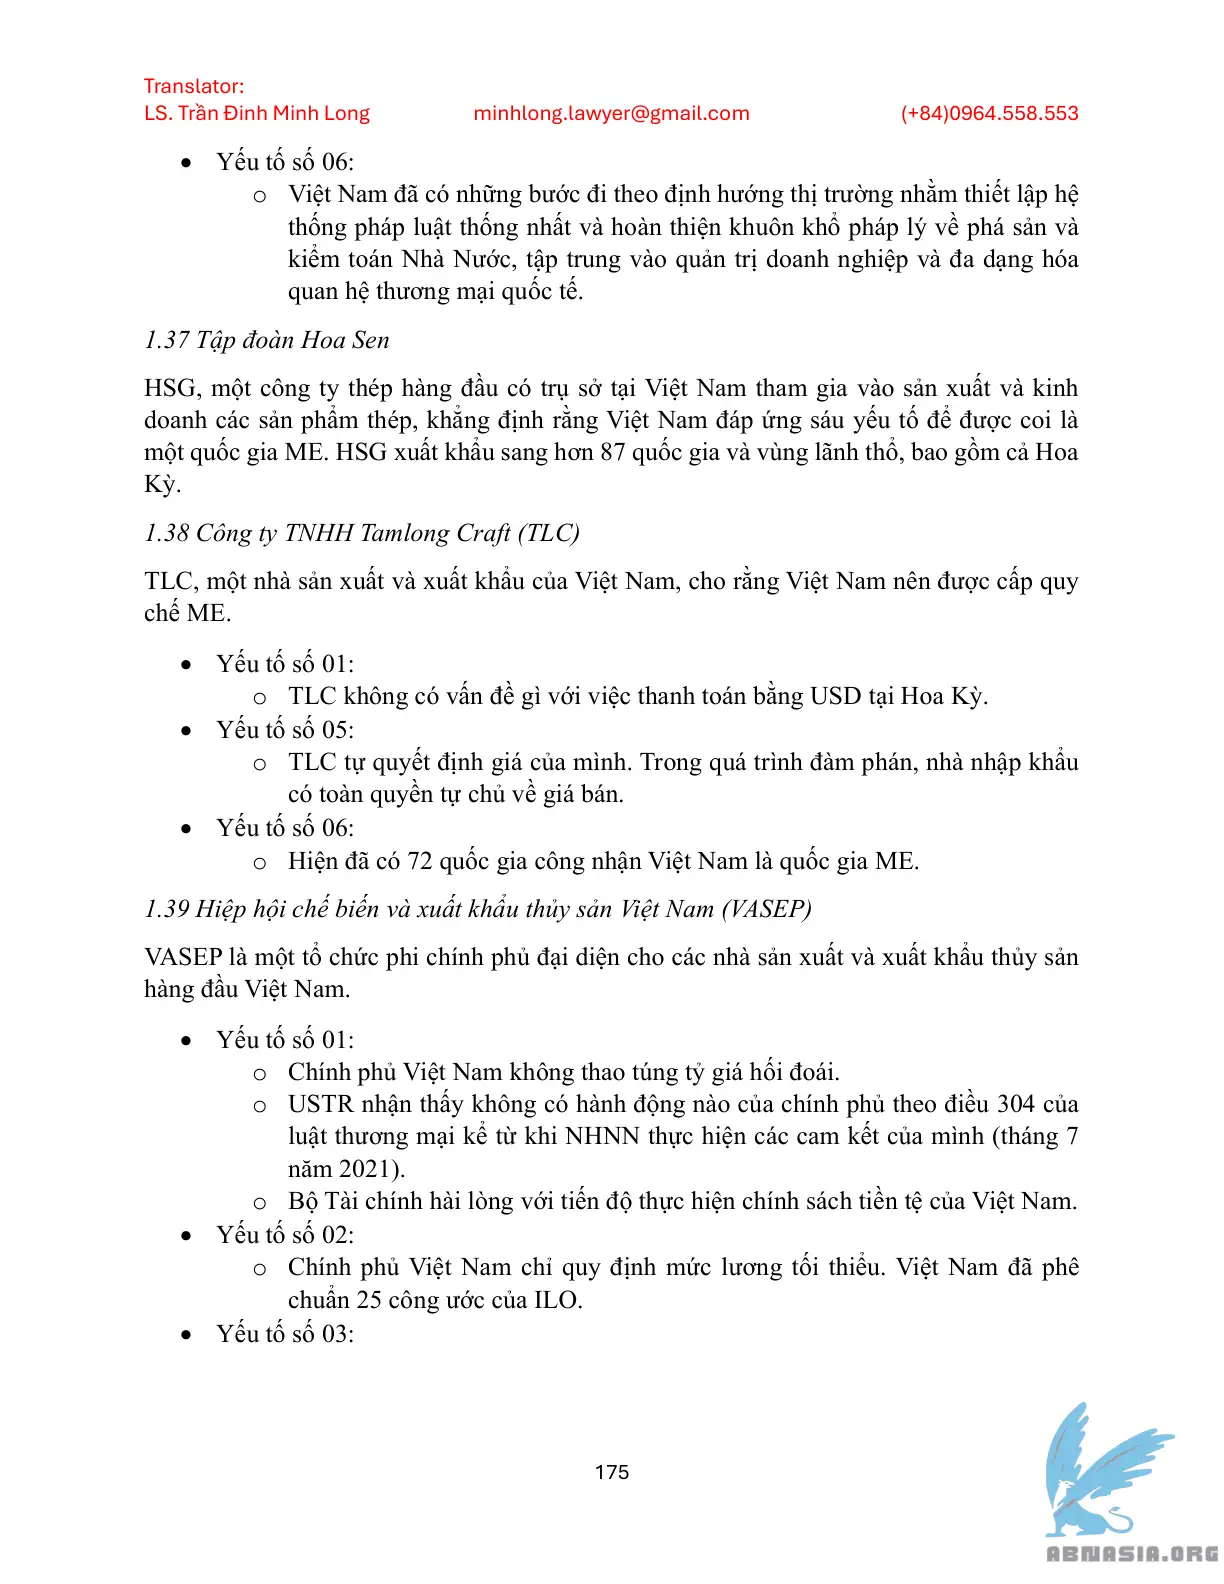 Translator:
LS. Trần Đinh Minh Long minhlong.lawyer@gmail.com (+84)0964.558.553
• Yếu tố số 06:
o Việt Nam đã có những bước đi theo định hướng thị trường nhằm thiết lập hệ
thống pháp luật thống nhất và hoàn thiện khuôn khổ pháp lý về phá sản và
kiểm toán Nhà Nước, tập trung vào quản trị doanh nghiệp và đa dạng hóa
quan hệ thương mại quốc tế.
1.37 Tập đoàn Hoa Sen
HSG, một công ty thép hàng đầu có trụ sở tại Việt Nam tham gia vào sản xuất và kinh
doanh các sản phẩm thép, khẳng định rằng Việt Nam đáp ứng sáu yếu tố để được coi là
một quốc gia ME. HSG xuất khẩu sang hơn 87 quốc gia và vùng lãnh thổ, bao gồm cả Hoa
Kỳ.
1.38 Công ty TNHH Tamlong Craft (TLC)
TLC, một nhà sản xuất và xuất khẩu của Việt Nam, cho rằng Việt Nam nên được cấp quy
chế ME.
• Yếu tố số 01:
o TLC không có vấn đề gì với việc thanh toán bằng USD tại Hoa Kỳ.
• Yếu tố số 05:
o TLC tự quyết định giá của mình. Trong quá trình đàm phán, nhà nhập khẩu
có toàn quyền tự chủ về giá bán.
• Yếu tố số 06:
o Hiện đã có 72 quốc gia công nhận Việt Nam là quốc gia ME.
1.39 Hiệp hội chế biến và xuất khẩu thủy sản Việt Nam (VASEP)
VASEP là một tổ chức phi chính phủ đại diện cho các nhà sản xuất và xuất khẩu thủy sản
hàng đầu Việt Nam.
• Yếu tố số 01:
o Chính phủ Việt Nam không thao túng tỷ giá hối đoái.
o USTR nhận thấy không có hành động nào của chính phủ theo điều 304 của
luật thương mại kể từ khi NHNN thực hiện các cam kết của mình (tháng 7
năm 2021).
o Bộ Tài chính hài lòng với tiến độ thực hiện chính sách tiền tệ của Việt Nam.
• Yếu tố số 02:
o Chính phủ Việt Nam chỉ quy định mức lương tối thiểu. Việt Nam đã phê
chuẩn 25 công ước của ILO.
• Yếu tố số 03:
175
ABNASIA.ORG